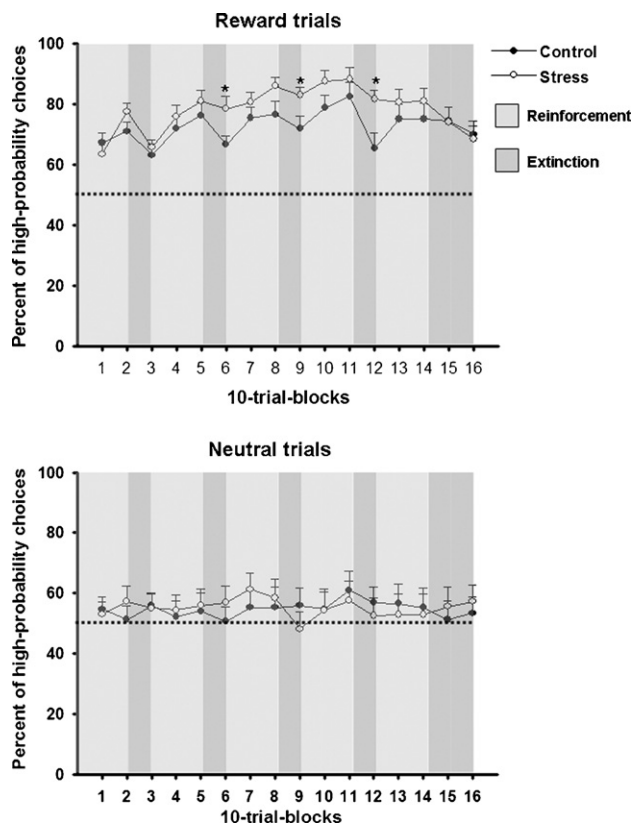 Reward trials
Percent of high-probability choices
100
80
60
40
20
0
* * *
1 2 3 4 5 6 7 8 9 10 11 12 13 14 15 16
10-trial-blocks
Control
Stress
Reinforcement
Extinction
Neutral trials
Percent of high-probability choices
100
80
60
40
20
0
1 2 3 4 5 6 7 8 9 10 11 12 13 14 15 16
10-trial-blocks